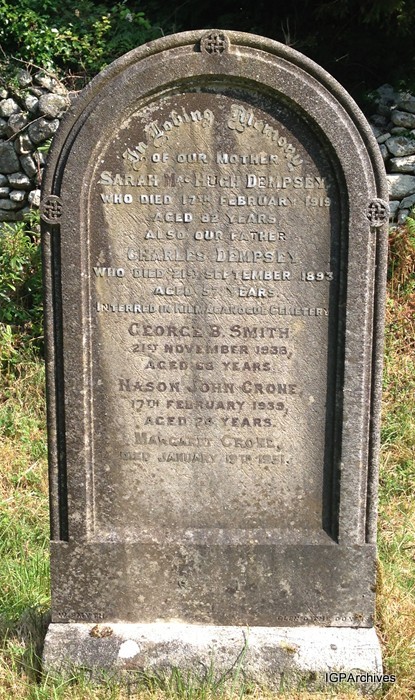 In Loving Memory
OF OUR MOTHER
SARAH MAC HUGH DEMPSEY,
WHO DIED 17TH FEBRUARY 1919
AGED 82 YEARS.
ALSO OUR FATHER
CHARLES DEMPSEY
WHO DIED 21ST SEPTEMBER 1893
AGED 57 YEARS.
INTERRED IN CEMETERY
GEORGE B. SMITH
21ST NOVEMBER 1938,
AGED 66 YEARS.
NASON JOHN CRONE,
17TH FEBRUARY 1939,
AGED 74 YEARS.
MARGARET CRONE,
DIED JANUARY 19TH 1951.
IGPArchives